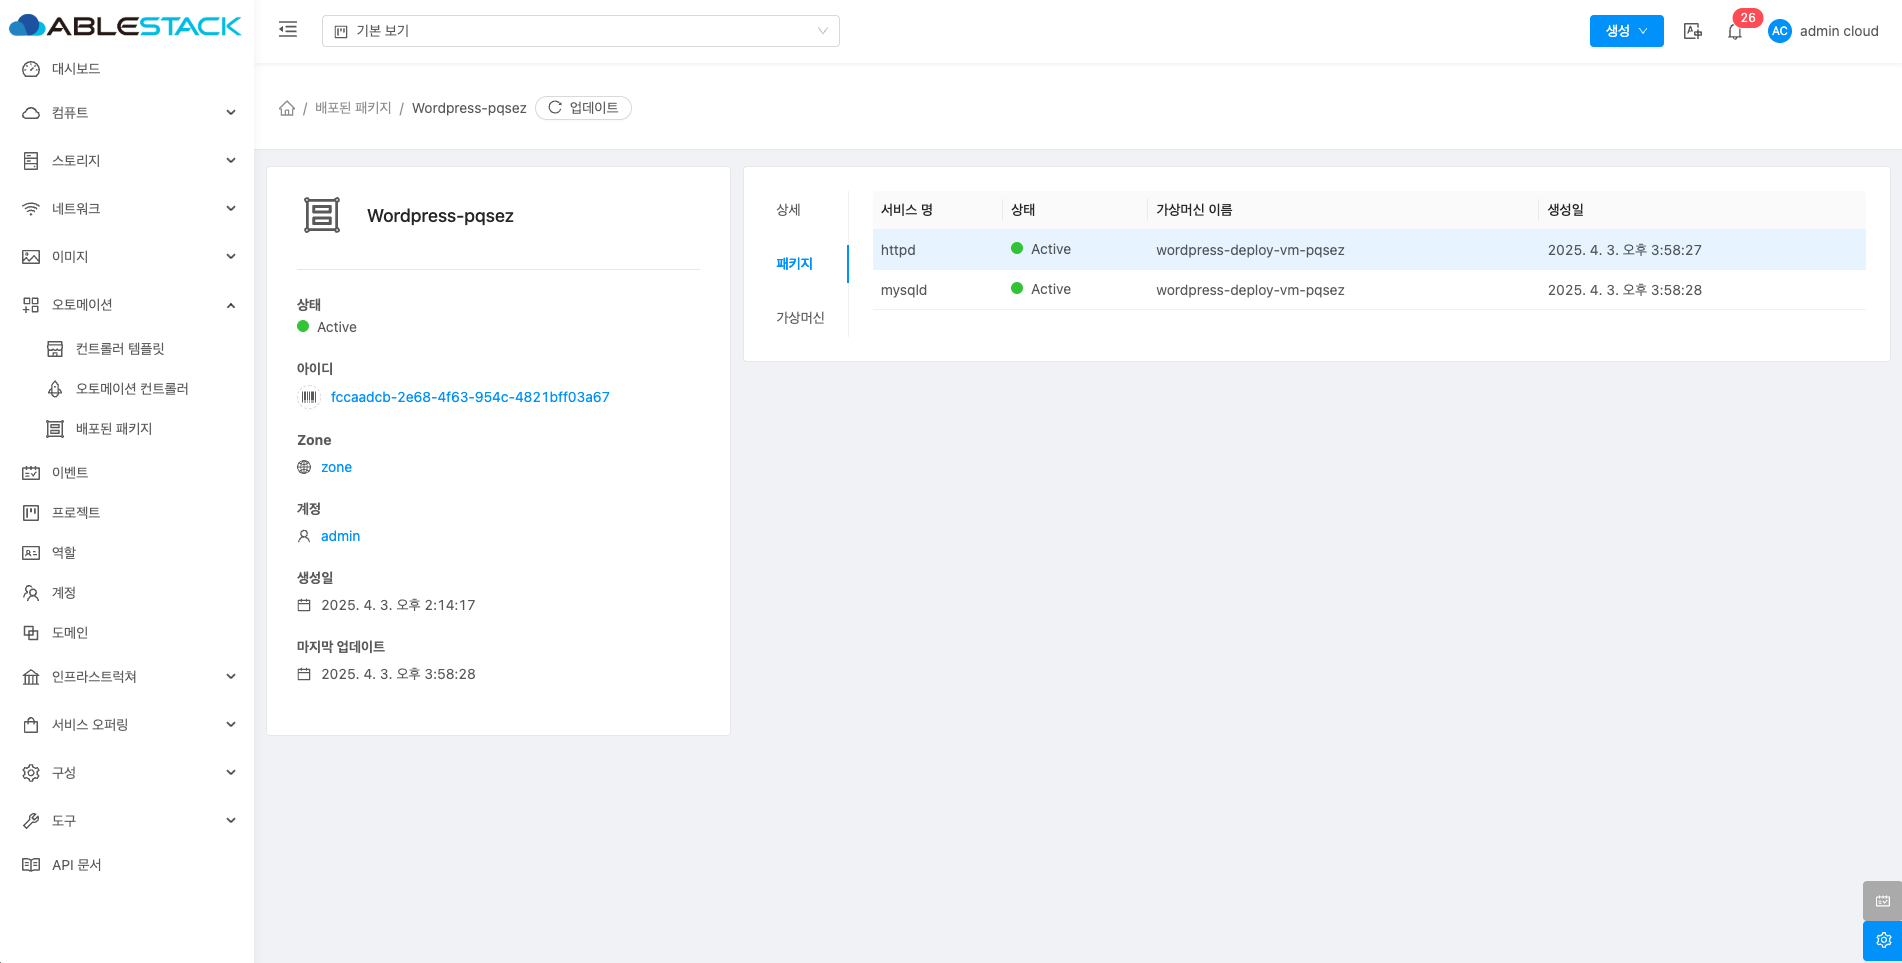 ABLESTACK
기본 보기
생성
26
AC
admin cloud
대시보드
컴퓨트
스토리지
네트워크
이미지
오토메이션
컨트롤러 템플릿
오토메이션 컨트롤러
배포된 패키지
이벤트
프로젝트
역할
계정
도메인
인프라스트럭쳐
서비스 오퍼링
구성
도구
API 문서
/ 배포된 패키지 / Wordpress-pqsez 업데이트
Wordpress-pqsez
상태
Active
아이디
fccaadcb-2e68-4f63-954c-4821bff03a67
Zone
zone
계정
admin
생성일
2025. 4. 3. 오후 2:14:17
마지막 업데이트
2025. 4. 3. 오후 3:58:28
상세
패키지
가상머신
서비스 명 상태 가상머신 이름 생성일
httpd Active wordpress-deploy-vm-pqsez 2025. 4. 3. 오후 3:58:27
mysqld Active wordpress-deploy-vm-pqsez 2025. 4. 3. 오후 3:58:28